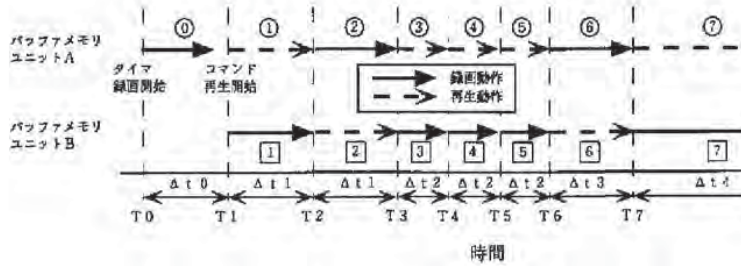 ⓪ ① ② ③ ④ ⑤ ⑥ ⑦
バッファメモリ
ユニットA
タイマ
録画開始
コマンド
再生開始
録画動作
再生動作
バッファメモリ
ユニットB
1 2 3 4 5 6 7
Δt0 Δt1 Δt1 Δt2 Δt2 Δt2 Δt3 Δt4
T0 T1 T2 T3 T4 T5 T6 T7
時間